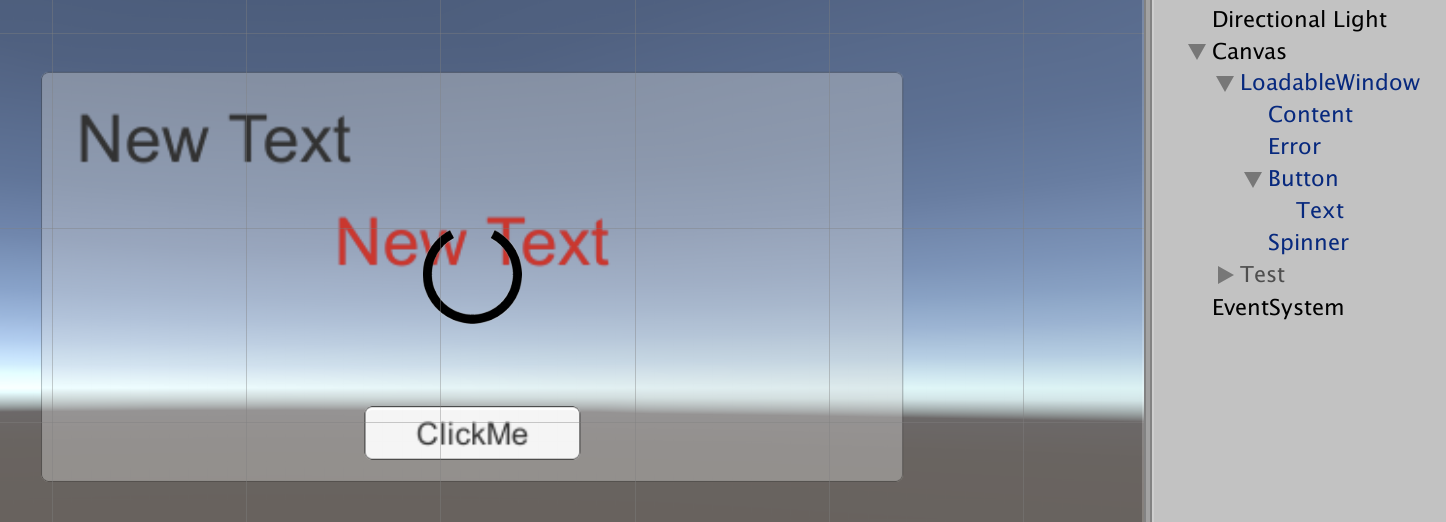 New Text
New Text
ClickMe
Directional Light
Canvas
LoadableWindow
Content
Error
Button
Text
Spinner
Test
EventSystem